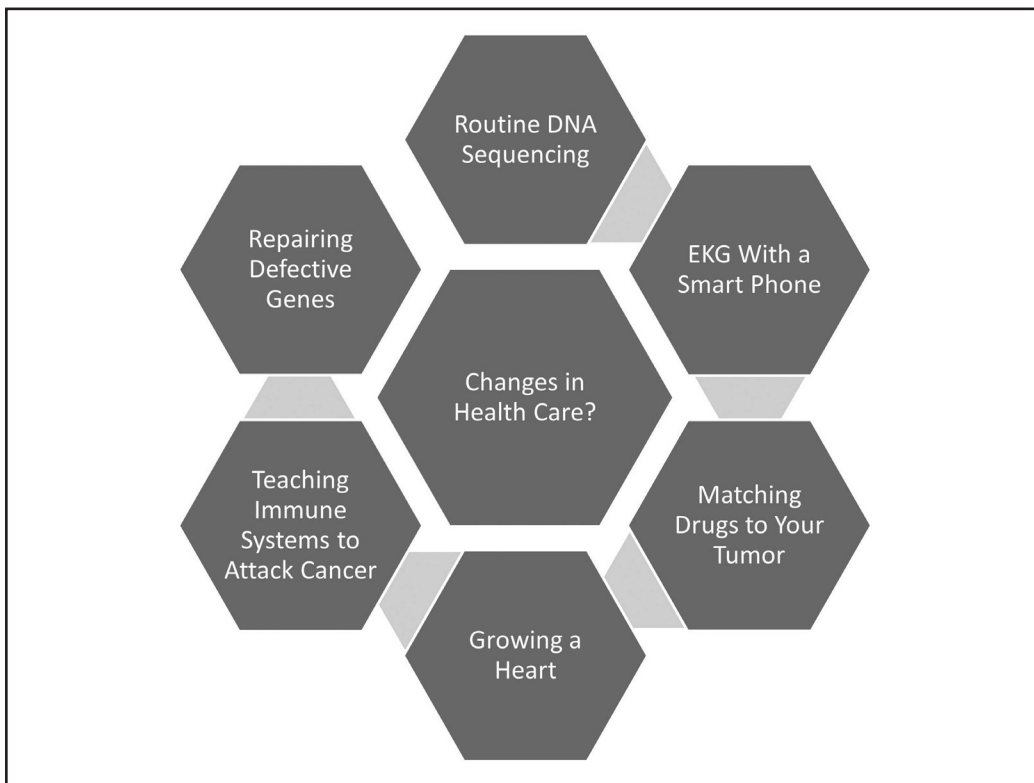 Routine DNA
Sequencing
EKG With a
Smart Phone
Matching
Drugs to Your
Tumor
Growing a
Heart
Teaching
Immune
Systems to
Attack Cancer
Repairing
Defective
Genes
Changes in
Health Care?